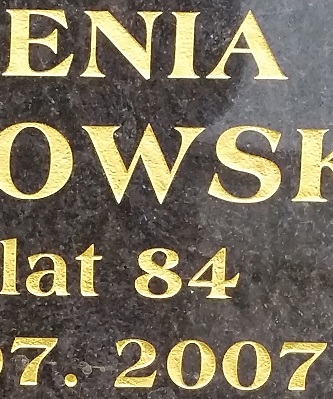 ENIA
OWSK
lat 84
07. 2007